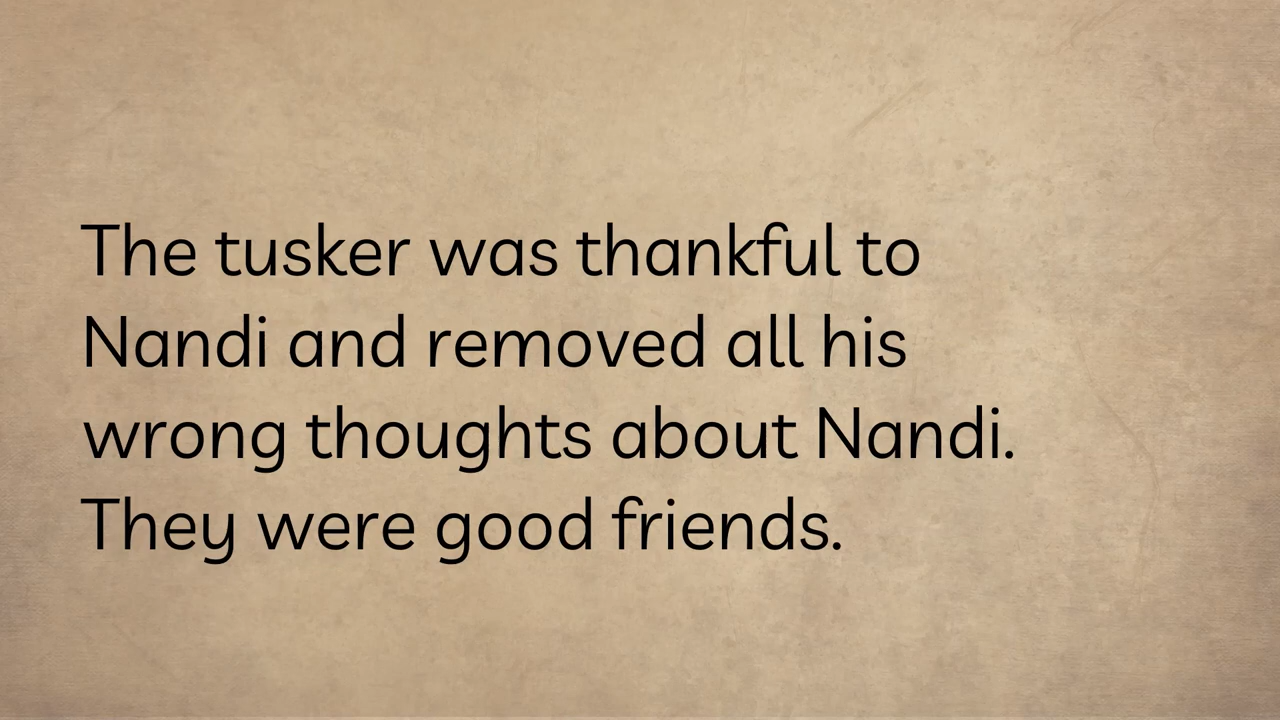 The tusker was thankful to
Nandi and removed all his
wrong thoughts about Nandi.
They were good friends.